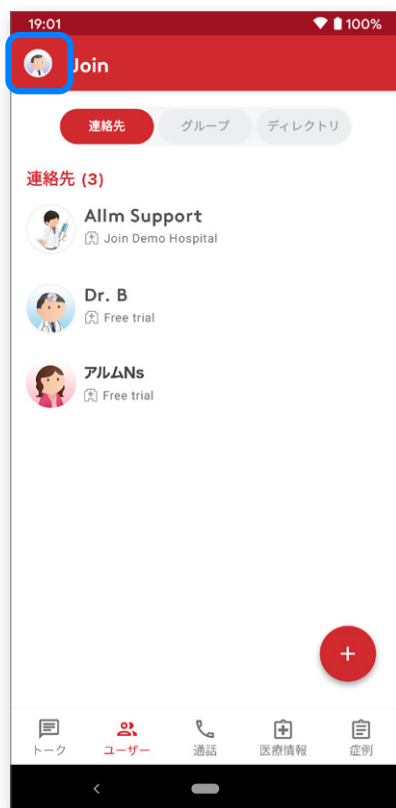 19:01 100%
Join
連絡先 グループ ディレクトリ
連絡先 (3)
Allm Support
Join Demo Hospital
Dr. B
Free trial
アルムNs
Free trial
トーク ユーザー 通話 医療情報 症例